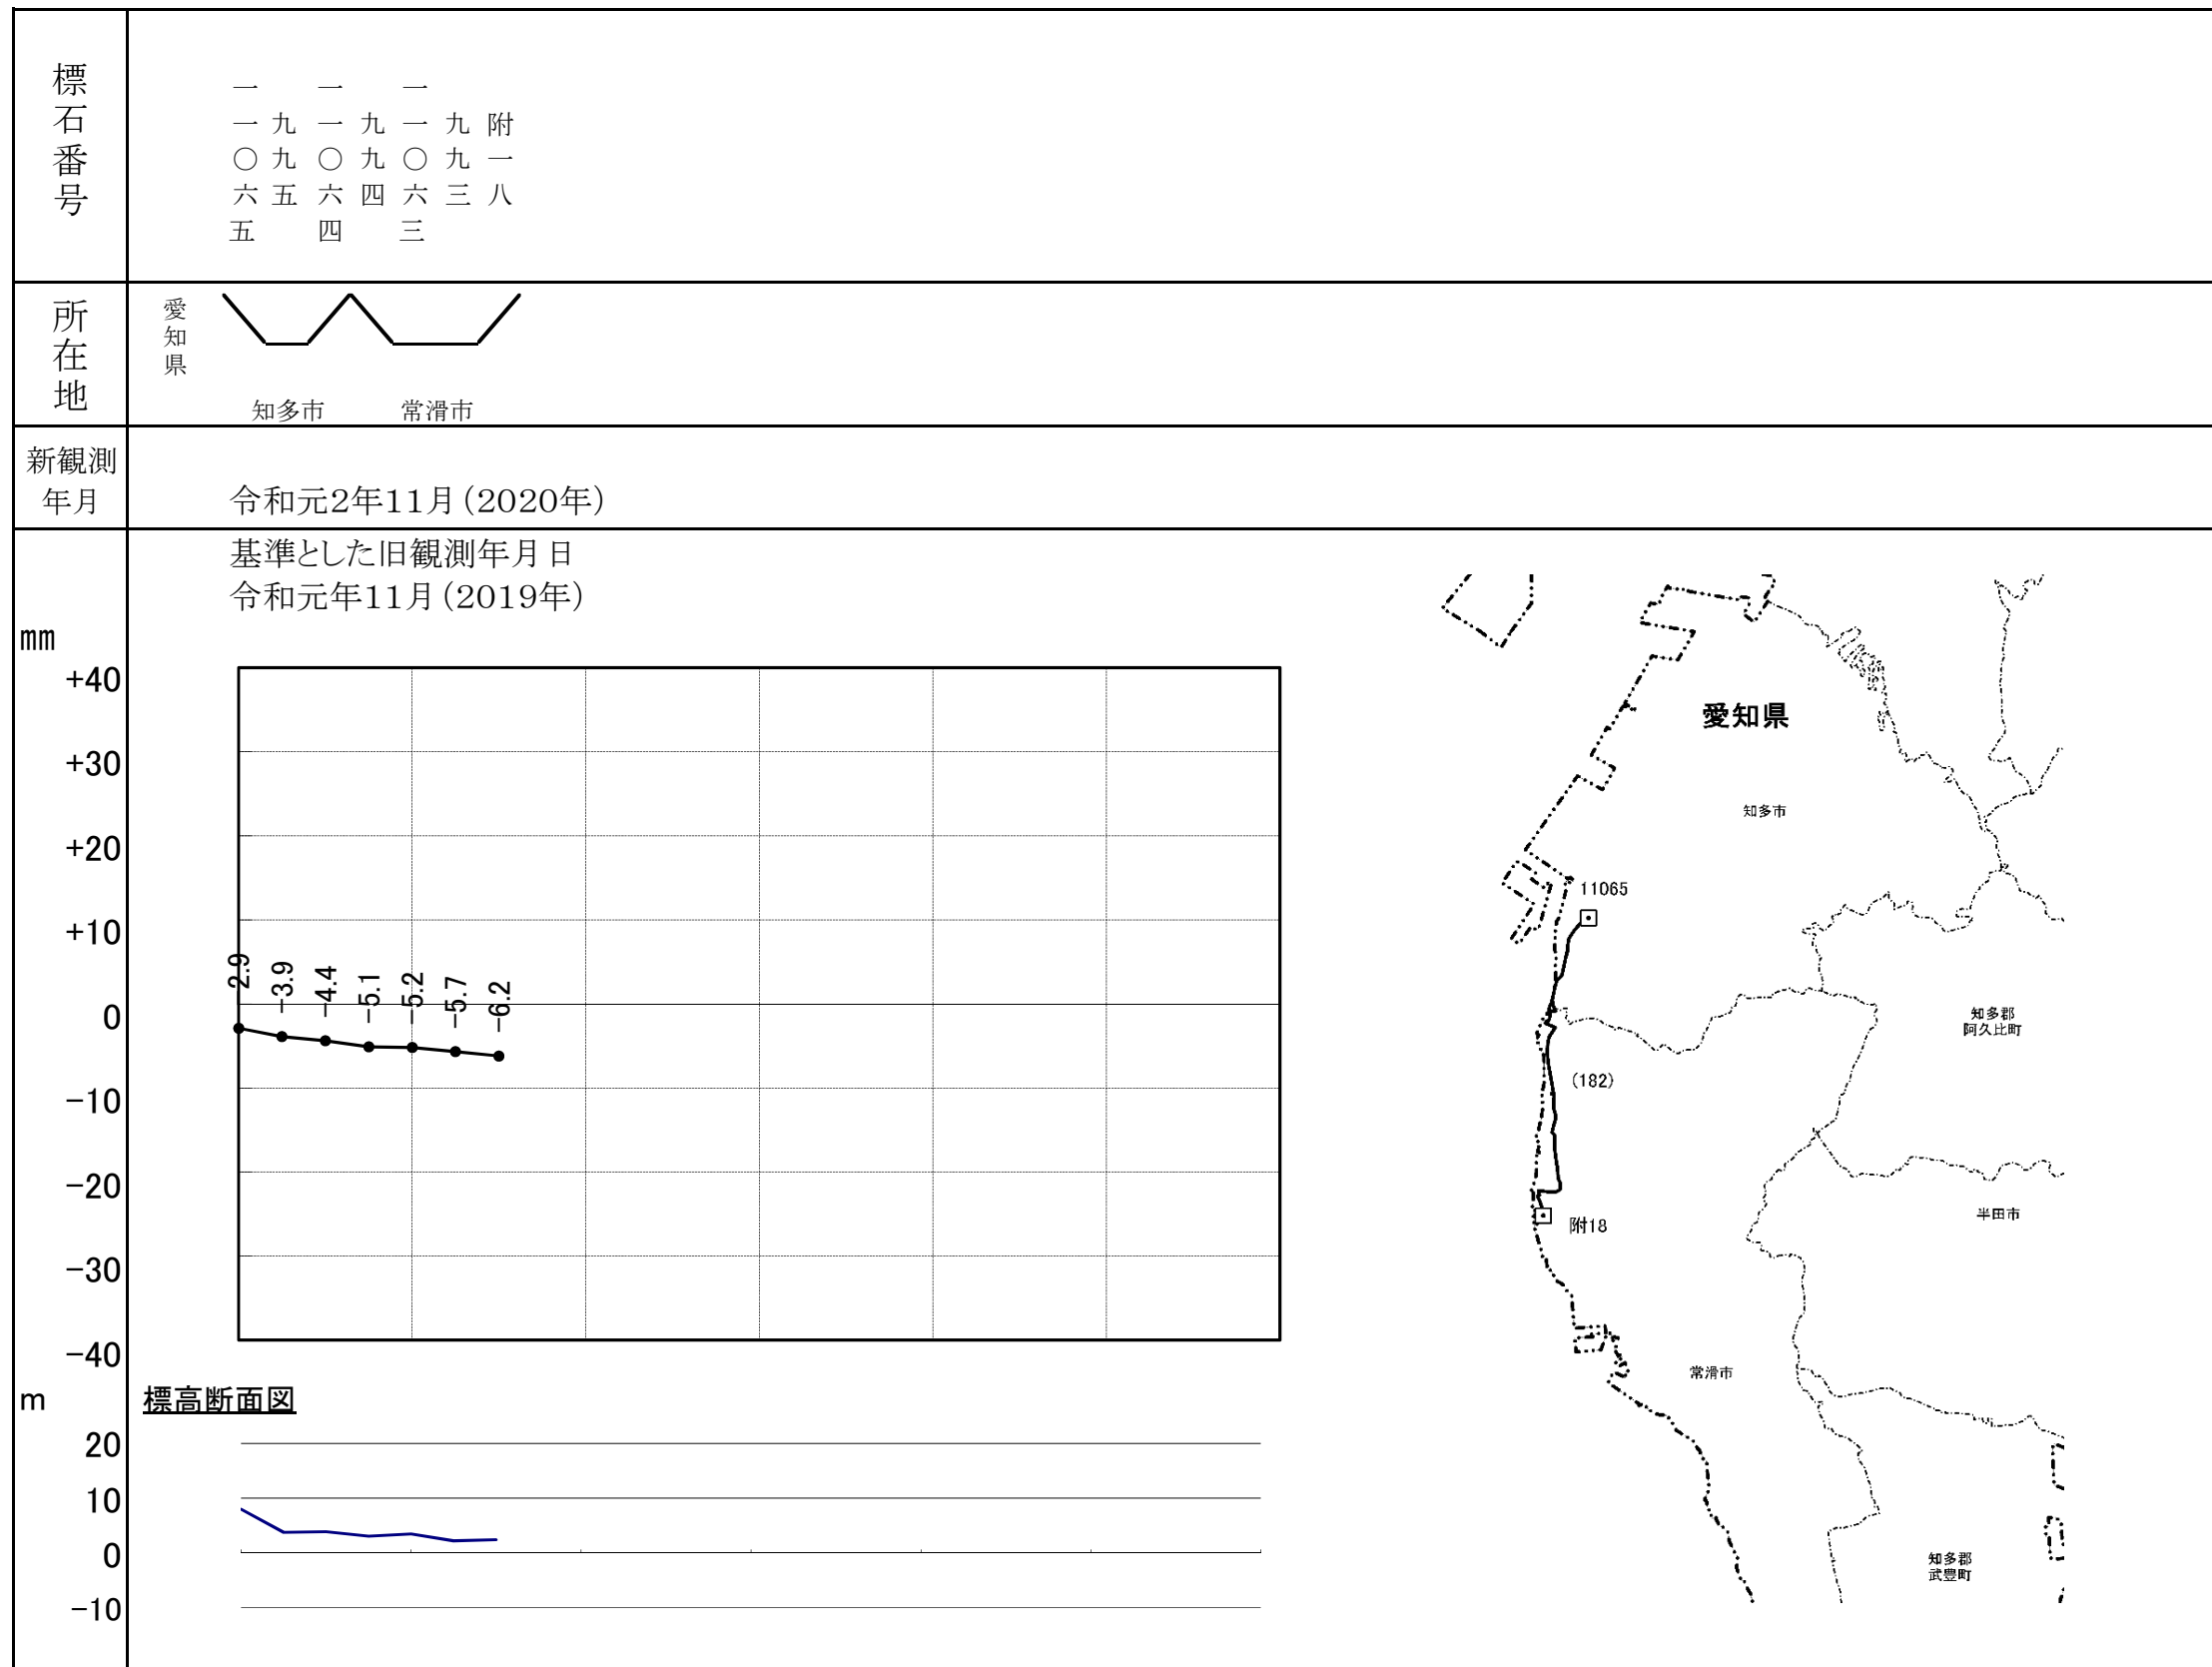 標石番号
一一〇六五
九九五
一一〇六四
九九四
一一〇六三
九九三
附一八
所在地
愛知県
知多市
常滑市
新観測
年月
令和元2年11月(2020年)
基準とした旧観測年月日
令和元年11月(2019年)
mm
+40
+30
+20
+10
0
-10
-20
-30
-40
2.9
-3.9
-4.4
-5.1
-5.2
-5.7
-6.2
m
標高断面図
20
10
0
-10
愛知県
知多市
11065
知多郡
阿久比町
(182)
半田市
附18
常滑市
知多郡
武豊町